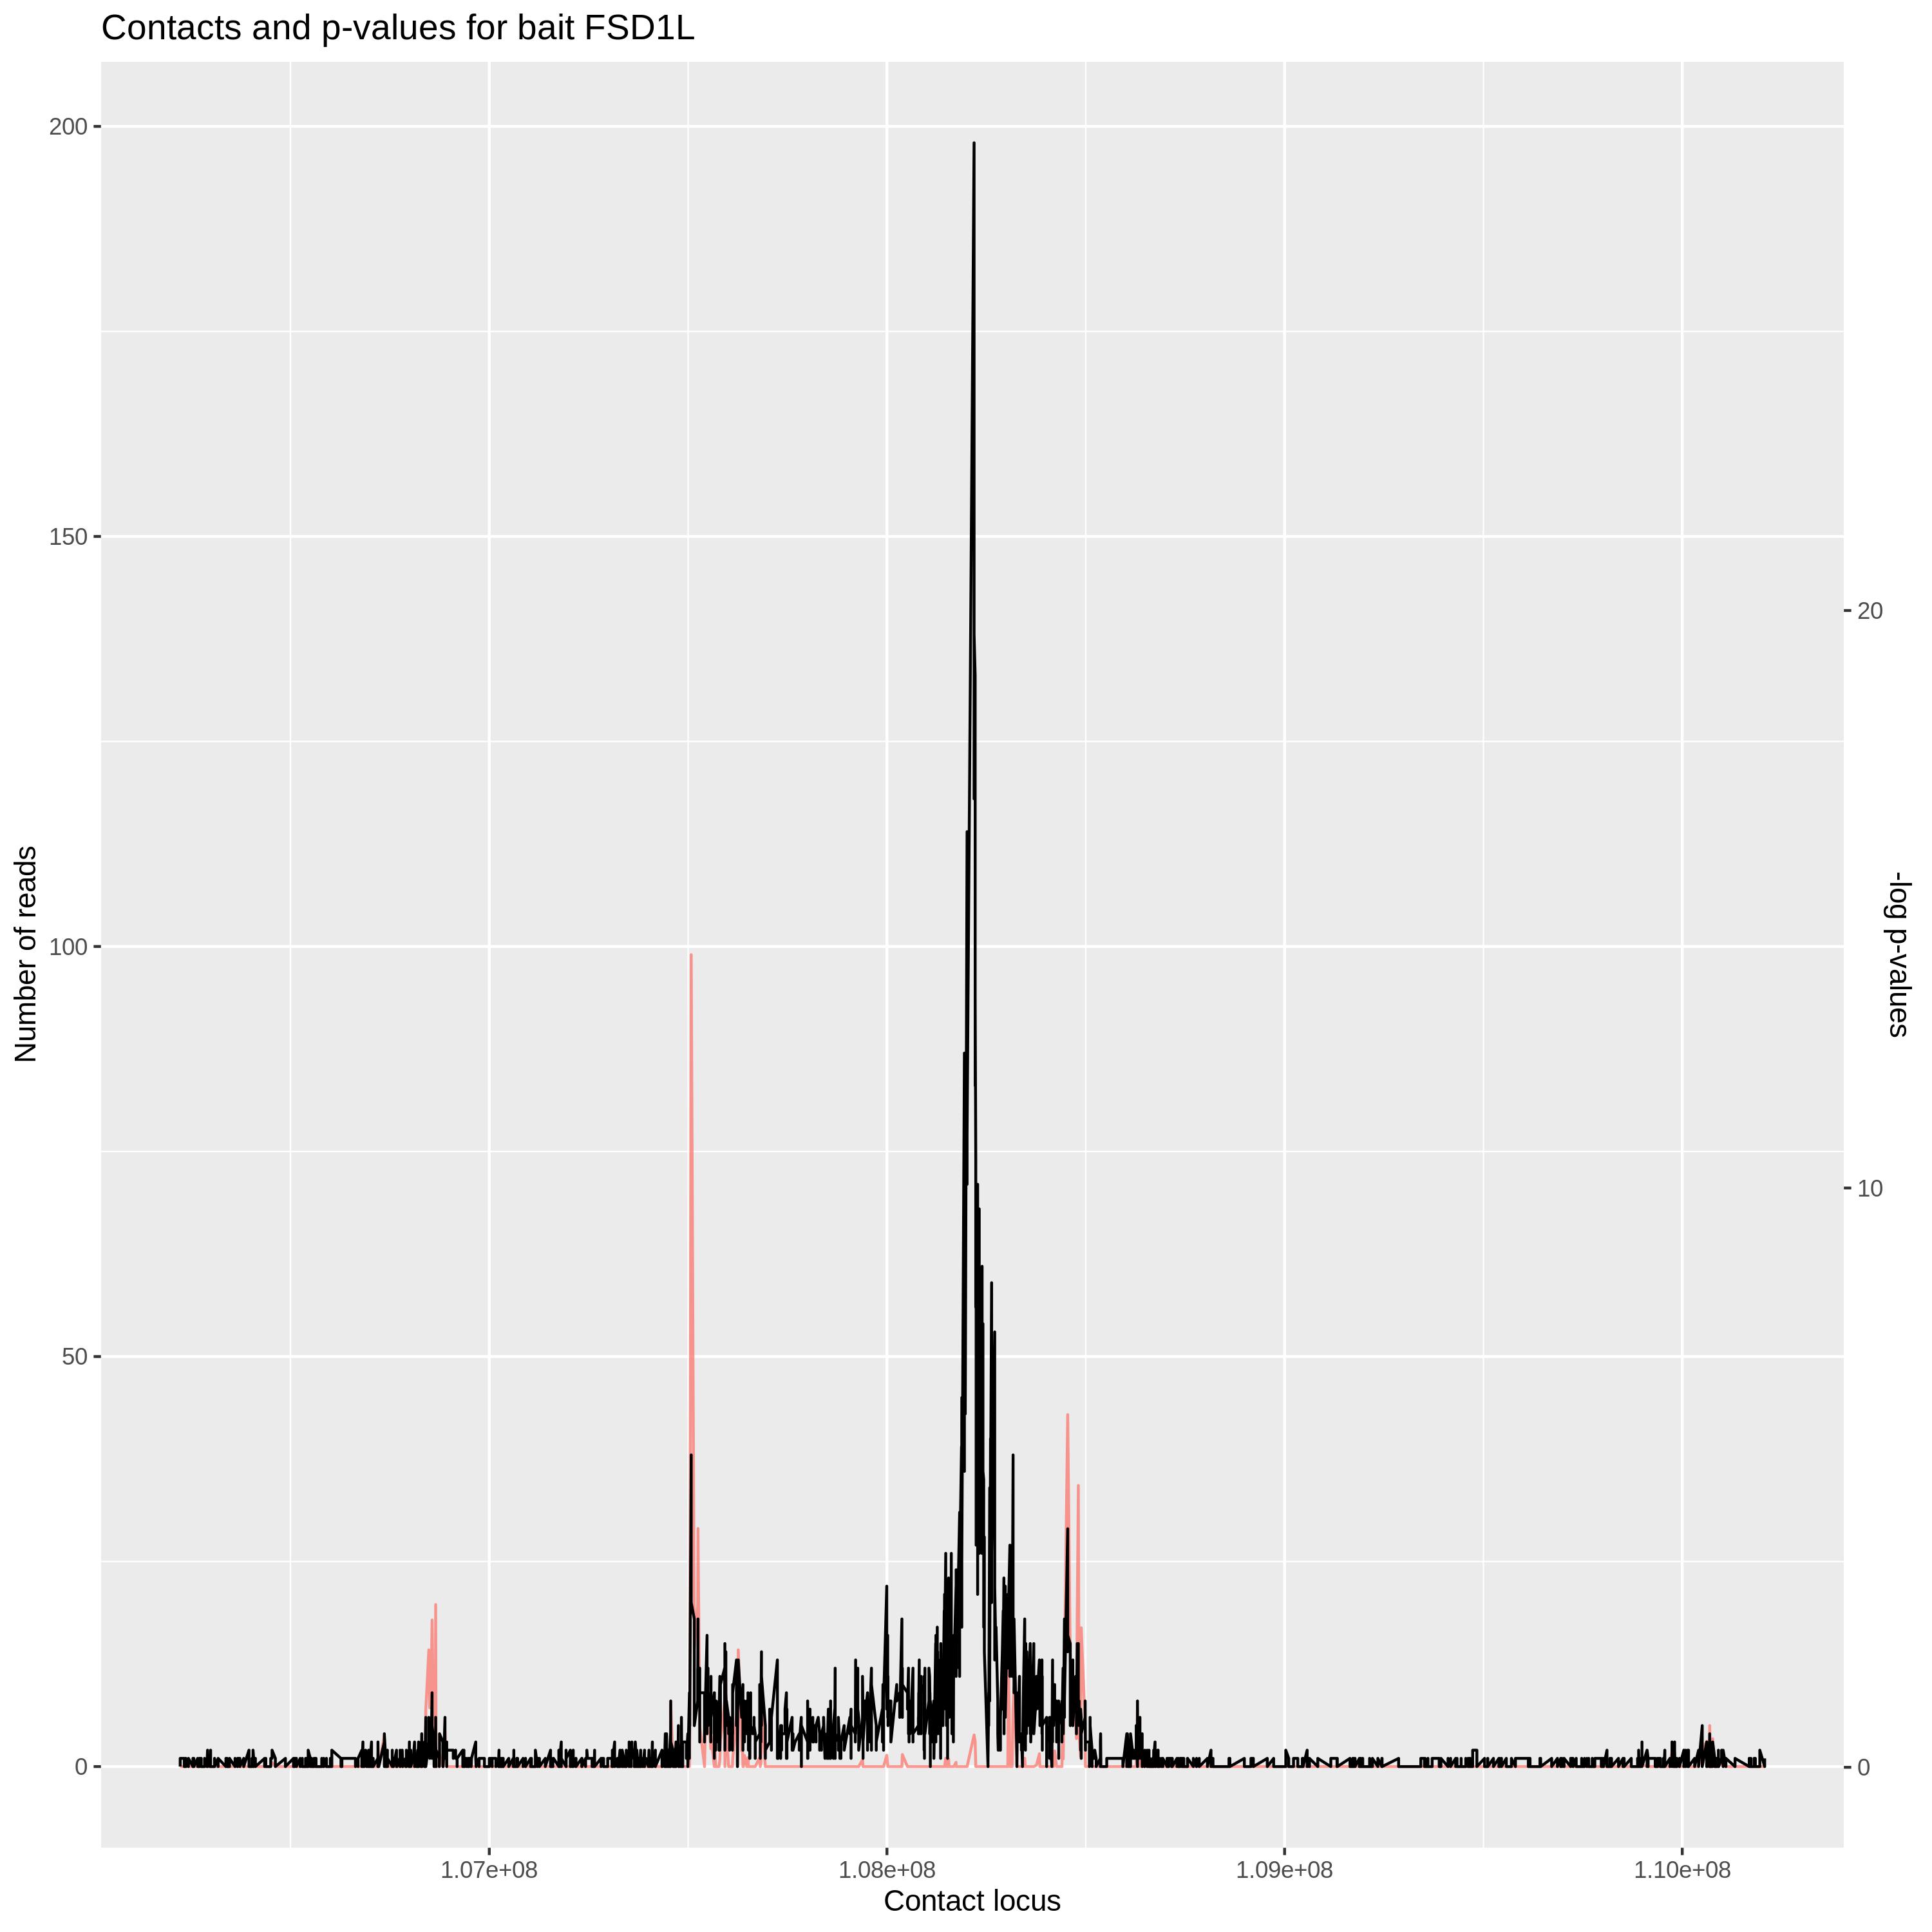 Contacts and p-values for bait FSD1L
200
150
100
50
0
Number of reads
20
10
0
-log p-values
1.07e+08
1.08e+08
1.09e+08
1.10e+08
Contact locus